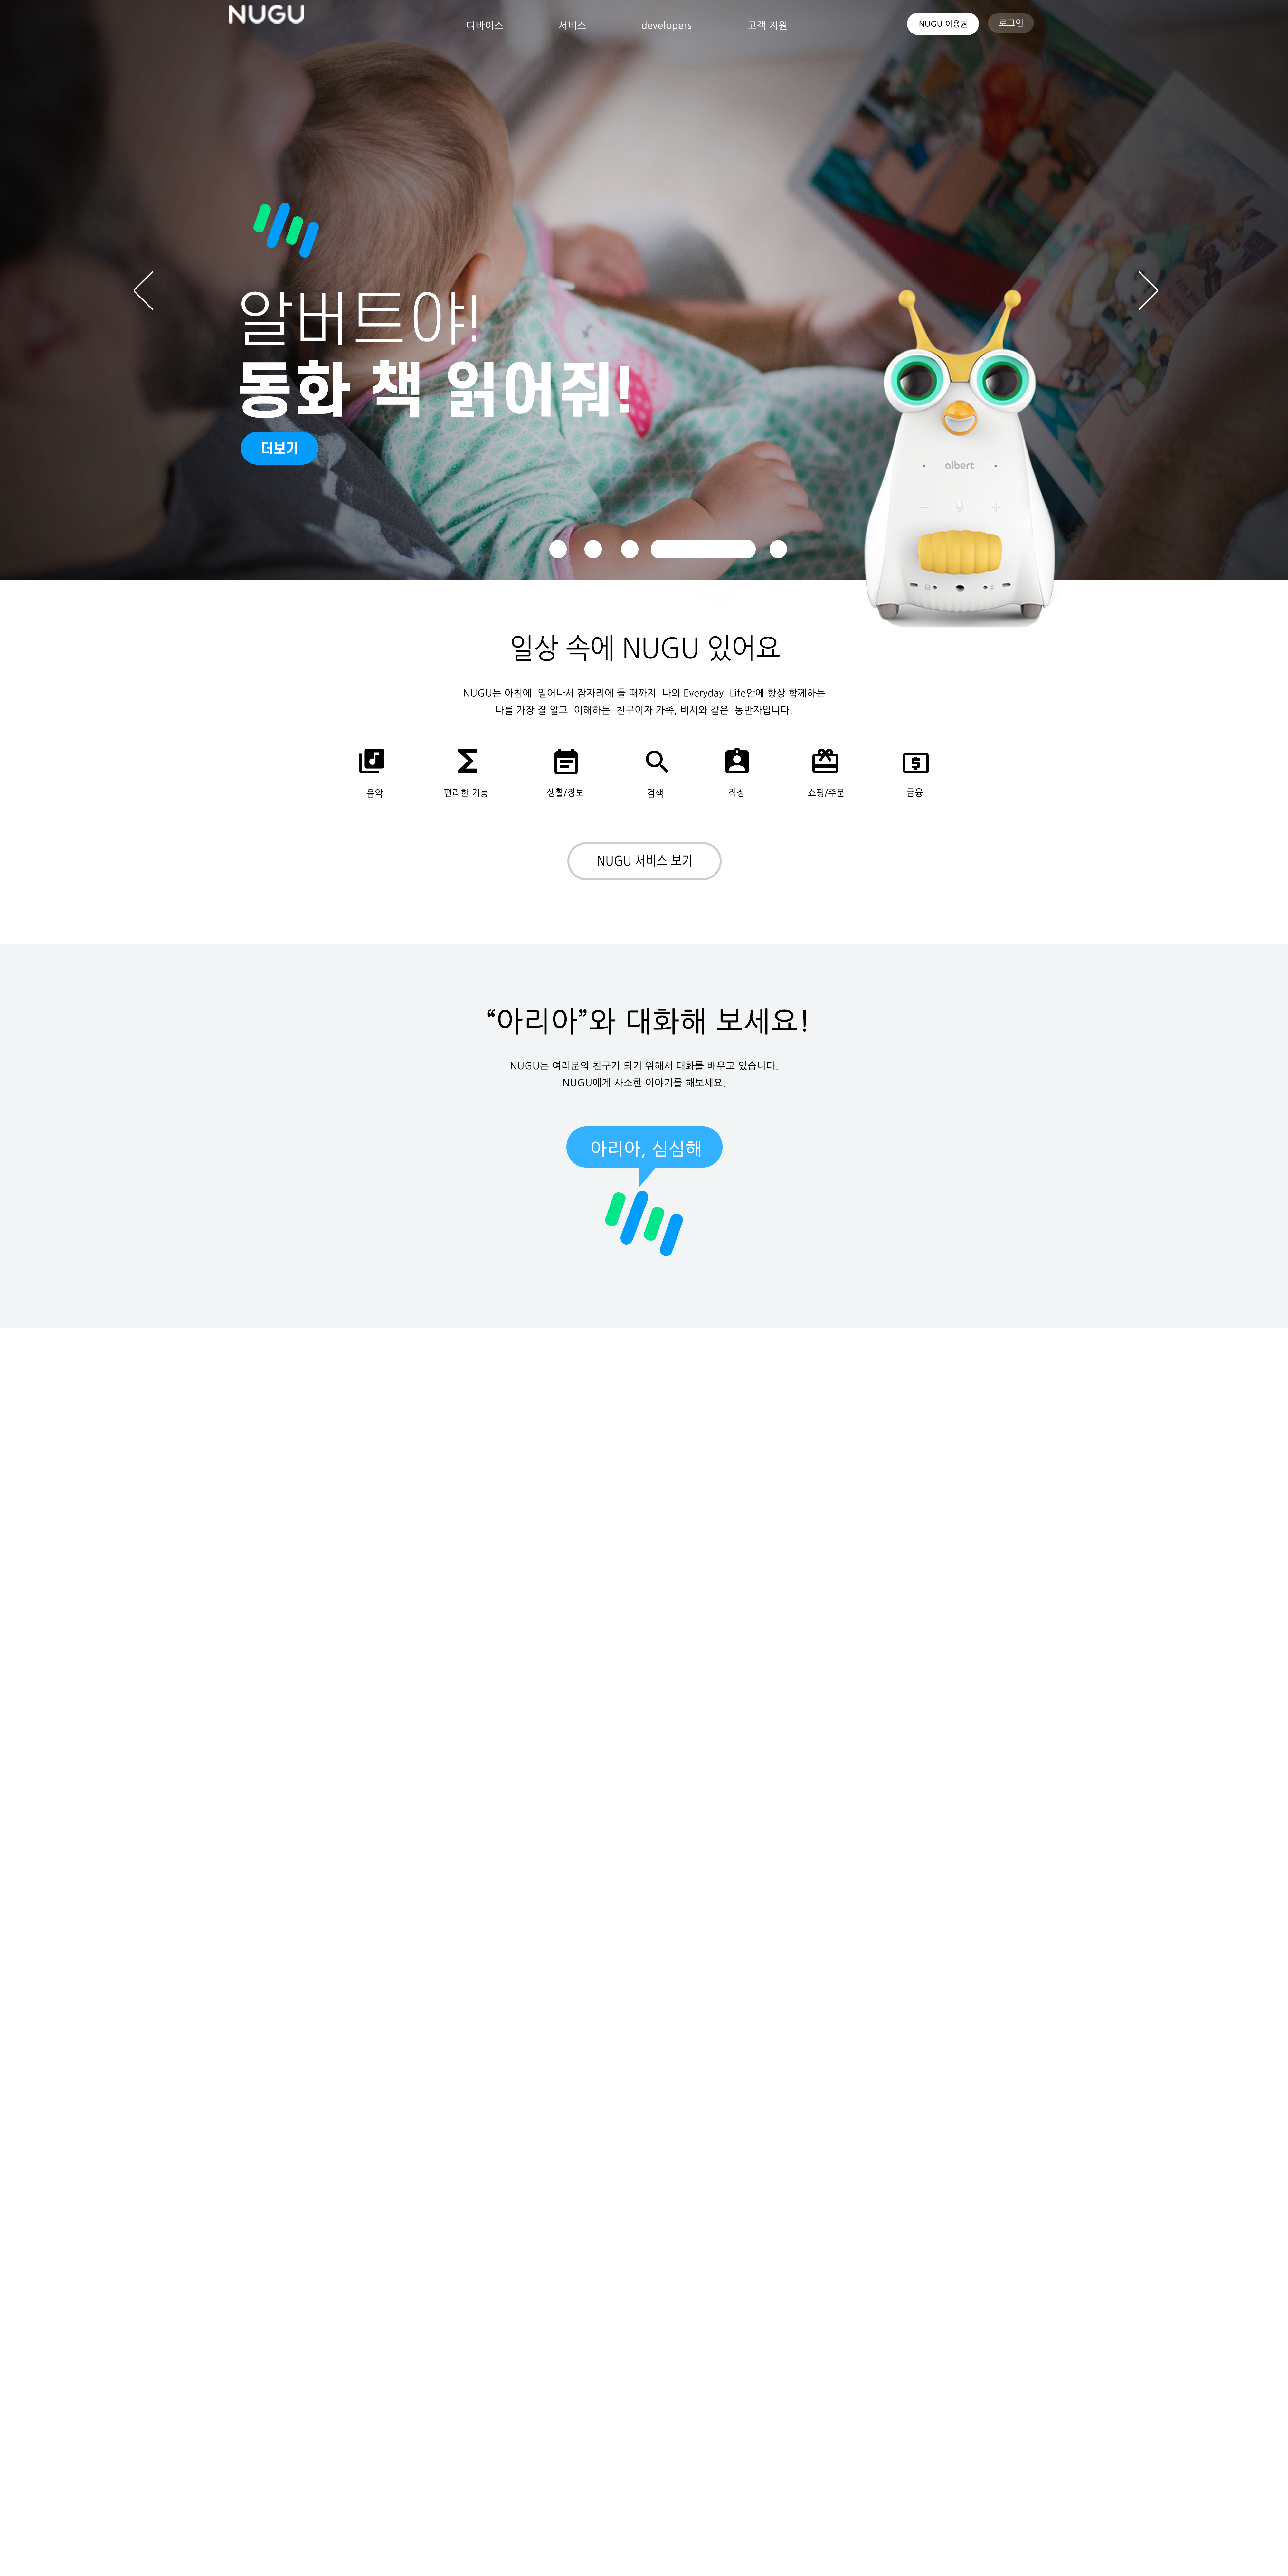 NUGU
디바이스 서비스 developers 고객 지원 NUGU 이용권 로그인
알버트야!
동화 책 읽어줘!
더보기
albert
일상 속에 NUGU 있어요
NUGU는 아침에 일어나서 잠자리에 들 때까지 나의 Everyday Life안에 항상 함께하는
나를 가장 잘 알고 이해하는 친구이자 가족, 비서와 같은 동반자입니다.
음악 편리한 기능 생활/정보 검색 직장 쇼핑/주문 금융
NUGU 서비스 보기
“아리아”와 대화해 보세요!
NUGU는 여러분의 친구가 되기 위해서 대화를 배우고 있습니다.
NUGU에게 사소한 이야기를 해보세요.
아리아, 심심해